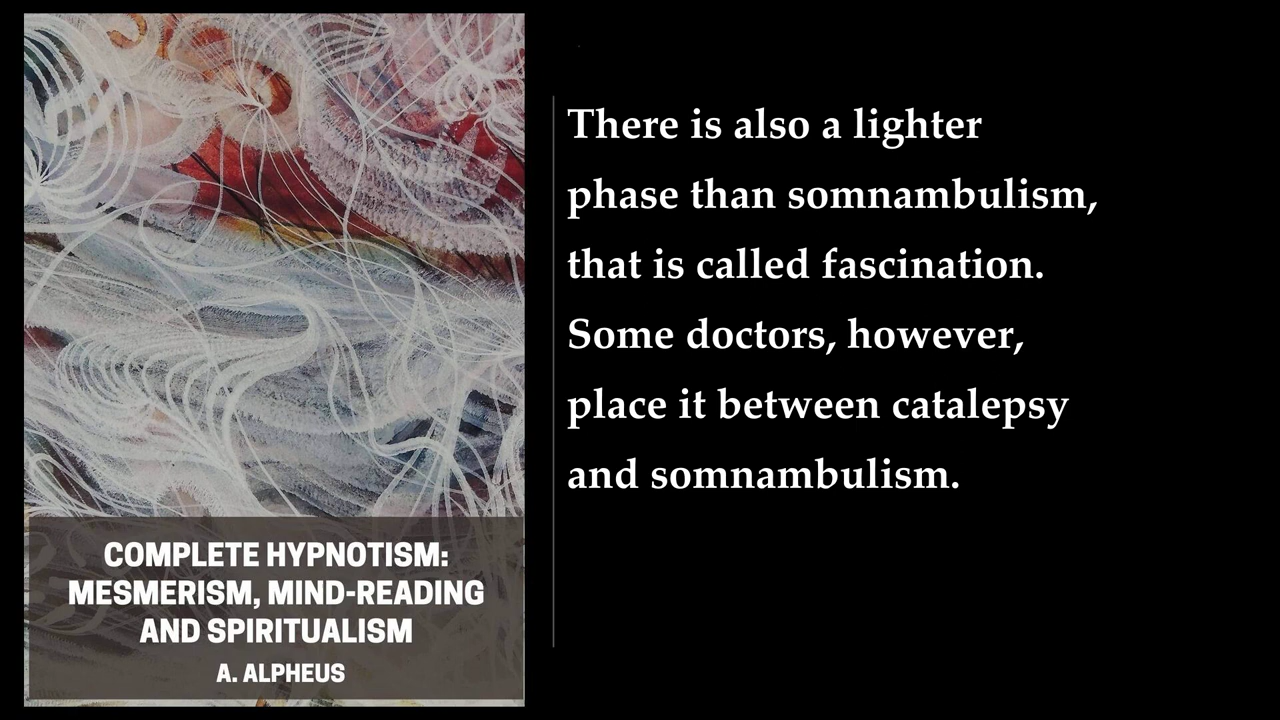 There is also a lighter
phase than somnambulism,
that is called fascination.
Some doctors, however,
place it between catalepsy
and somnambulism.
COMPLETE HYPNOTISM:
MESMERISM, MIND-READING
AND SPIRITUALISM
A. ALPHEUS